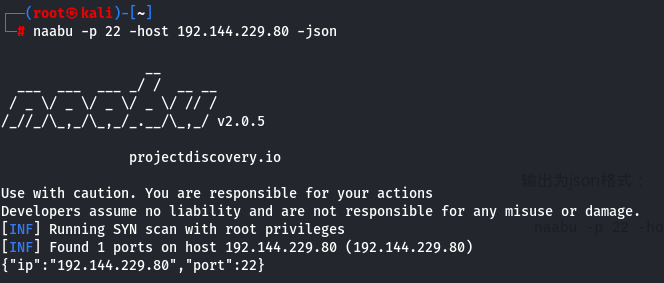 ┌──(root㉿kali)-[~]
└─# naabu -p 22 -host 192.144.229.80 -json
                  __
  ___  ___  ___ _/ /  __ __
 / _ \/ _ \/ _ \/ _ \/ // /
/_//_/\_,_/\_,_/_.__/\_,_/ v2.0.5
projectdiscovery.io
输出为json格式：
Use with caution. You are responsible for your actions
Developers assume no liability and are not responsible for any misuse or damage.
[INF] Running SYN scan with root privileges
naabu -p 22 -ho
[INF] Found 1 ports on host 192.144.229.80 (192.144.229.80)
{"ip":"192.144.229.80","port":22}